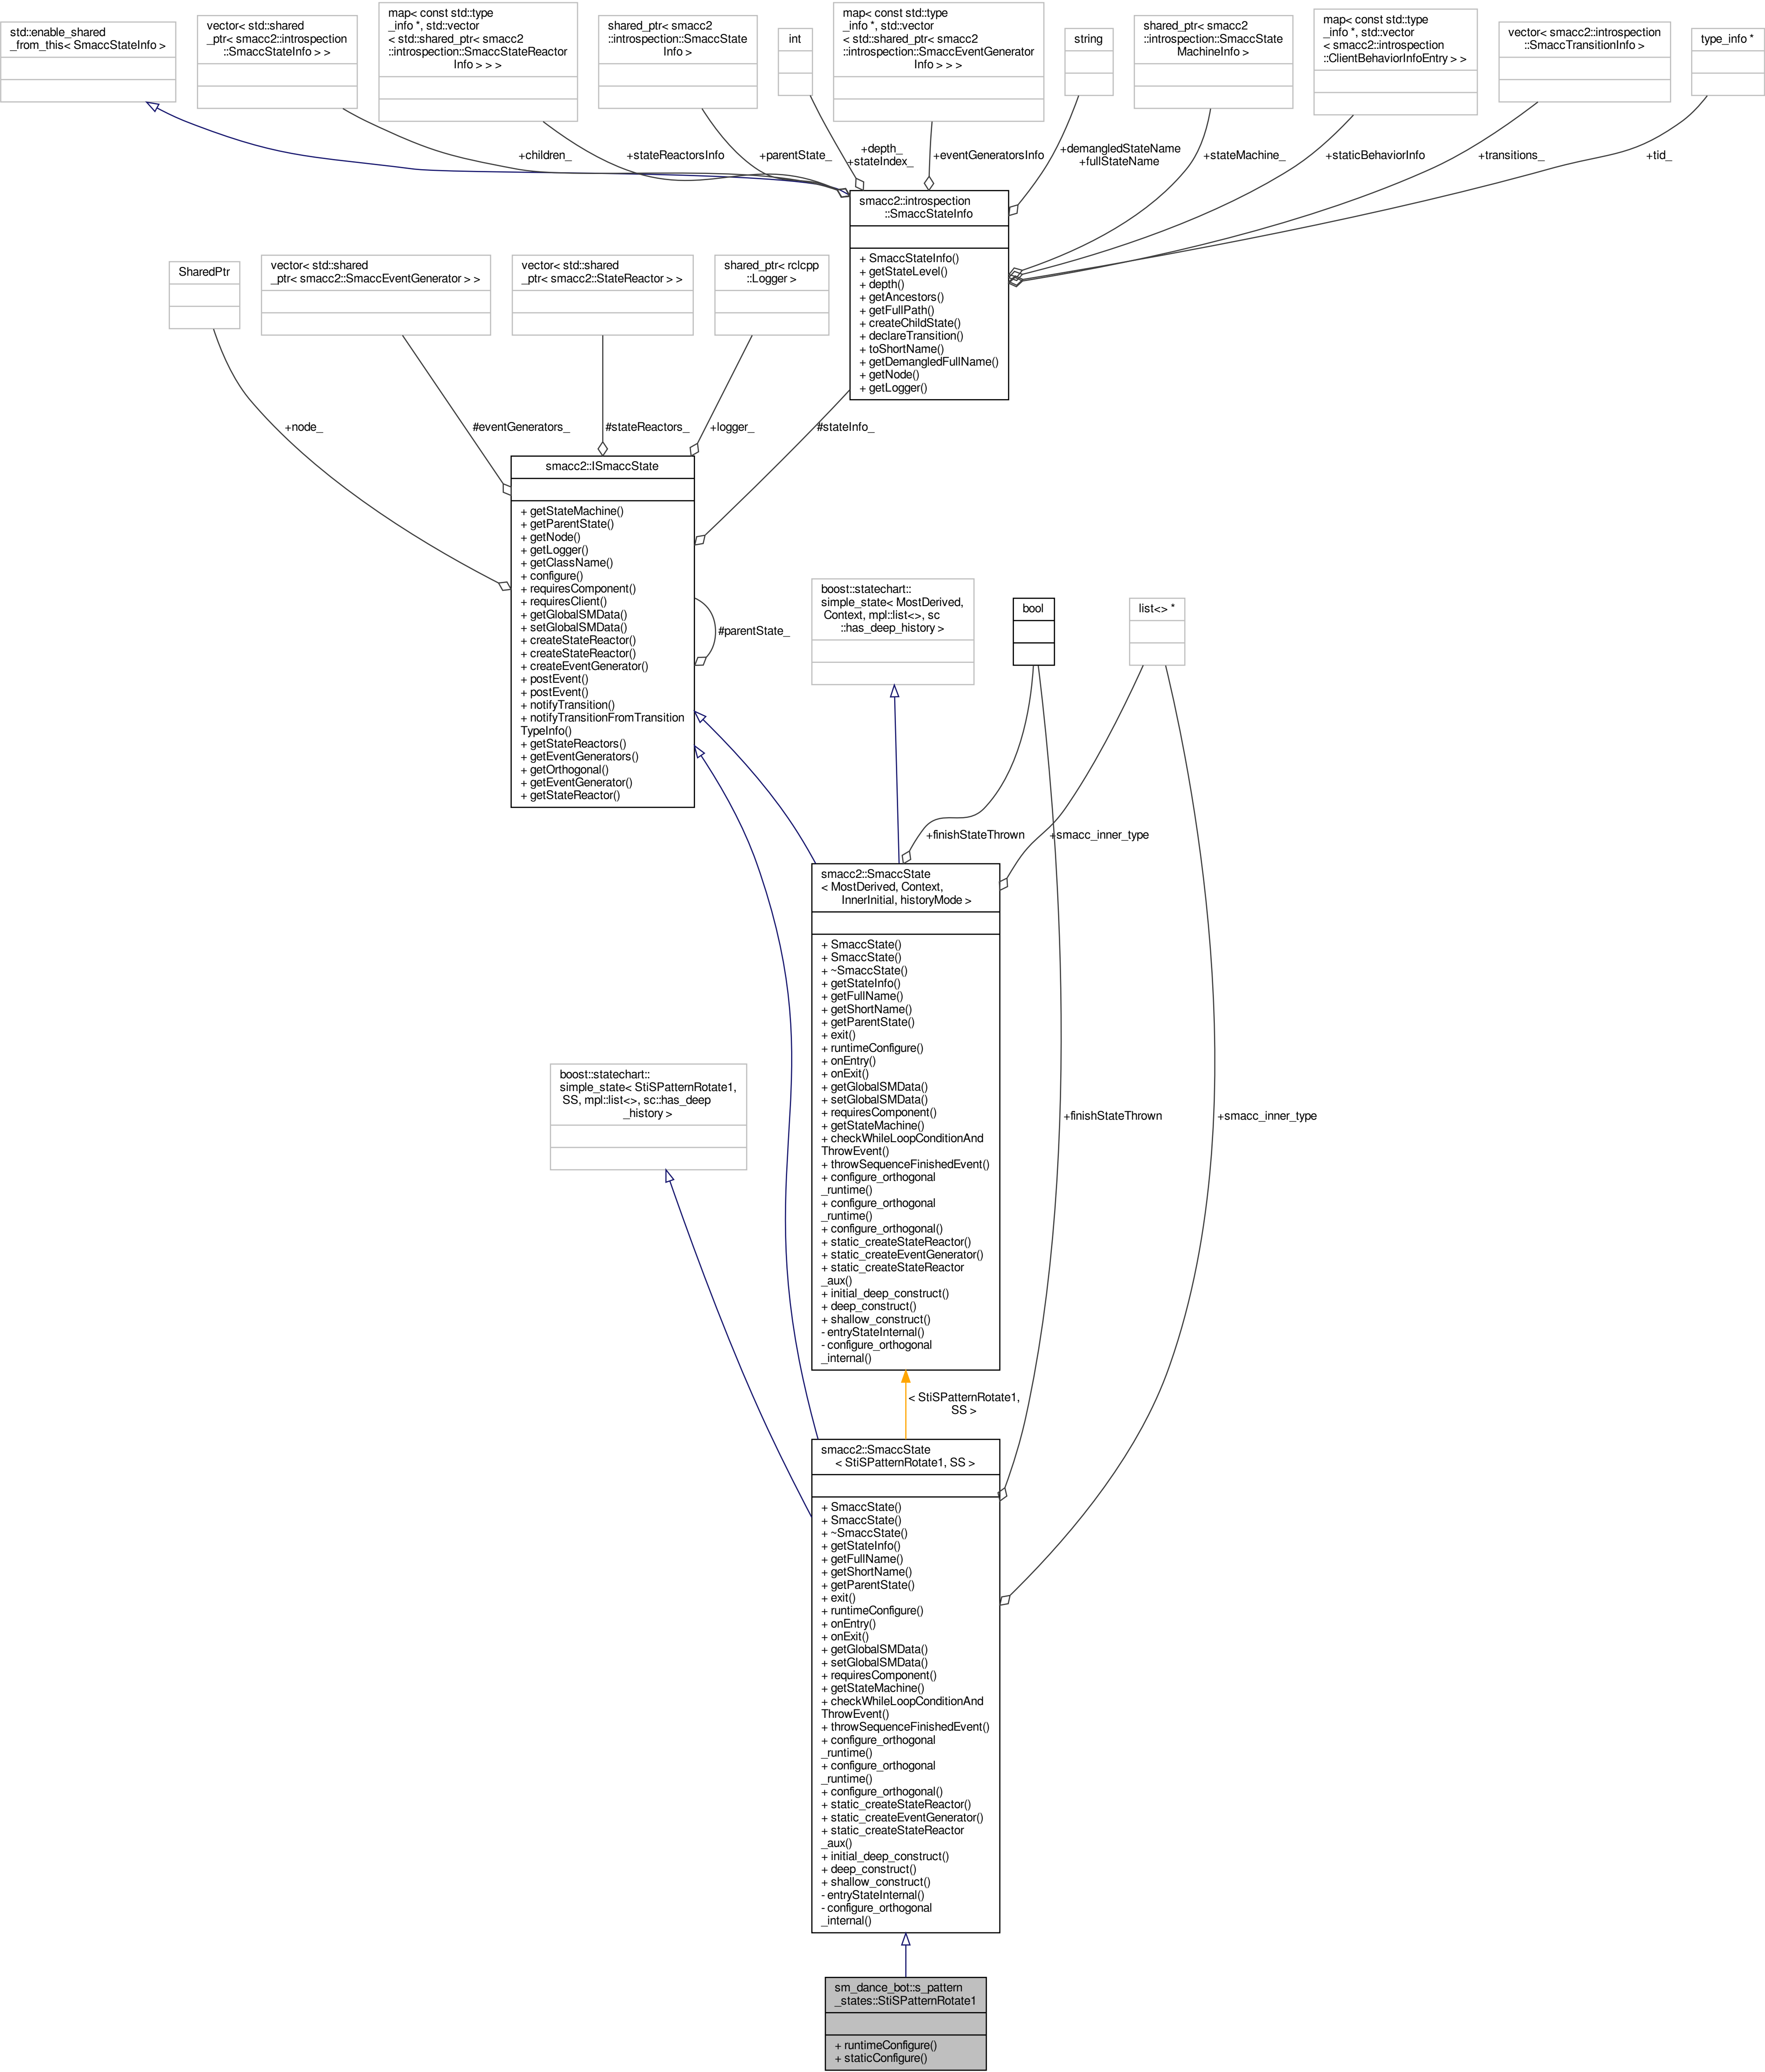 std::enable_shared
_from_this< SmaccStateInfo >
vector< std::shared
_ptr< smacc2::introspection
::SmaccStateInfo > >
map< const std::type
_info *, std::vector
< std::shared_ptr< smacc2
::introspection::SmaccStateReactor
Info > > >
shared_ptr< smacc2
::introspection::SmaccState
Info >
int
map< const std::type
_info *, std::vector
< std::shared_ptr< smacc2
::introspection::SmaccEventGenerator
Info > > >
string
shared_ptr< smacc2
::introspection::SmaccState
MachineInfo >
map< const std::type
_info *, std::vector
< smacc2::introspection
::ClientBehaviorInfoEntry > >
vector< smacc2::introspection
::SmaccTransitionInfo >
type_info *
+children_
+stateReactorsInfo
+parentState_
+depth_
+stateIndex_
+eventGeneratorsInfo
+demangledStateName
+fullStateName
+stateMachine_
+staticBehaviorInfo
+transitions_
+tid_
smacc2::introspection
::SmaccStateInfo
+ SmaccStateInfo()
+ getStateLevel()
+ depth()
+ getAncestors()
+ getFullPath()
+ createChildState()
+ declareTransition()
+ toShortName()
+ getDemangledFullName()
+ getNode()
+ getLogger()
SharedPtr
vector< std::shared
_ptr< smacc2::SmaccEventGenerator > >
vector< std::shared
_ptr< smacc2::StateReactor > >
shared_ptr< rclcpp
::Logger >
+node_
#eventGenerators_
#stateReactors_
+logger_
#stateInfo_
smacc2::ISmaccState
+ getStateMachine()
+ getParentState()
+ getNode()
+ getLogger()
+ getClassName()
+ configure()
+ requiresComponent()
+ requiresClient()
+ getGlobalSMData()
+ setGlobalSMData()
+ createStateReactor()
+ createStateReactor()
+ createEventGenerator()
+ postEvent()
+ postEvent()
+ notifyTransition()
+ notifyTransitionFromTransition
TypeInfo()
+ getStateReactors()
+ getEventGenerators()
+ getOrthogonal()
+ getEventGenerator()
+ getStateReactor()
#parentState_
boost::statechart::
simple_state< MostDerived,
Context, mpl::list<>, sc
::has_deep_history >
bool
list<> *
+finishStateThrown
+smacc_inner_type
smacc2::SmaccState
< MostDerived, Context,
InnerInitial, historyMode >
+ SmaccState()
+ SmaccState()
+ ~SmaccState()
+ getStateInfo()
+ getFullName()
+ getShortName()
+ getParentState()
+ exit()
+ runtimeConfigure()
+ onEntry()
+ onExit()
+ getGlobalSMData()
+ setGlobalSMData()
+ requiresComponent()
+ getStateMachine()
+ checkWhileLoopConditionAnd
ThrowEvent()
+ throwSequenceFinishedEvent()
+ configure_orthogonal
_runtime()
+ configure_orthogonal
_runtime()
+ configure_orthogonal()
+ static_createStateReactor()
+ static_createEventGenerator()
+ static_createStateReactor
_aux()
+ initial_deep_construct()
+ deep_construct()
+ shallow_construct()
- entryStateInternal()
- configure_orthogonal
_internal()
boost::statechart::
simple_state< StiSPatternRotate1,
SS, mpl::list<>, sc::has_deep
_history >
+finishStateThrown
+smacc_inner_type
< StiSPatternRotate1,
SS >
smacc2::SmaccState
< StiSPatternRotate1, SS >
+ SmaccState()
+ SmaccState()
+ ~SmaccState()
+ getStateInfo()
+ getFullName()
+ getShortName()
+ getParentState()
+ exit()
+ runtimeConfigure()
+ onEntry()
+ onExit()
+ getGlobalSMData()
+ setGlobalSMData()
+ requiresComponent()
+ getStateMachine()
+ checkWhileLoopConditionAnd
ThrowEvent()
+ throwSequenceFinishedEvent()
+ configure_orthogonal
_runtime()
+ configure_orthogonal
_runtime()
+ configure_orthogonal()
+ static_createStateReactor()
+ static_createEventGenerator()
+ static_createStateReactor
_aux()
+ initial_deep_construct()
+ deep_construct()
+ shallow_construct()
- entryStateInternal()
- configure_orthogonal
_internal()
sm_dance_bot::s_pattern
_states::StiSPatternRotate1
+ runtimeConfigure()
+ staticConfigure()